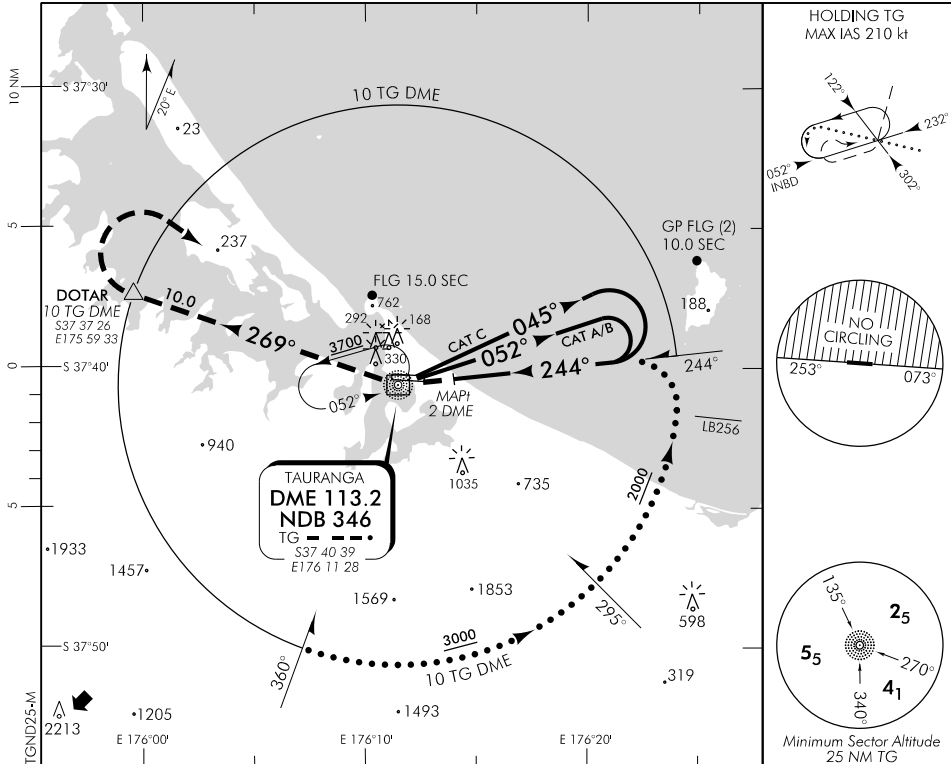 10 NM
5
0
5
S 37°30'
S 37°40'
S 37°50'
E 176°00'
E 176°10'
E 176°20'
TGND25-M
20° E
23
237
10 TG DME
GP FLG (2)
10.0 SEC
188
FLG 15.0 SEC
762
292
168
330
3700
DOTAR
10 TG DME
S37 37 26
E175 59 33
10.0
269°
CAT C
045°
052°
CAT A/B
244°
244°
052°
MAPt
2 DME
LB256
940
1035
735
TAURANGA
DME 113.2
NDB 346
TG
S37 40 39
E176 11 28
2000
1933
1457
1569
1853
295°
598
3000
10 TG DME
360°
319
1493
1205
2213
HOLDING TG
MAX IAS 210 kt
122°
232°
052°
INBD
302°
NO
CIRCLING
253°
073°
135°
25
55
270°
41
340°
Minimum Sector Altitude
25 NM TG